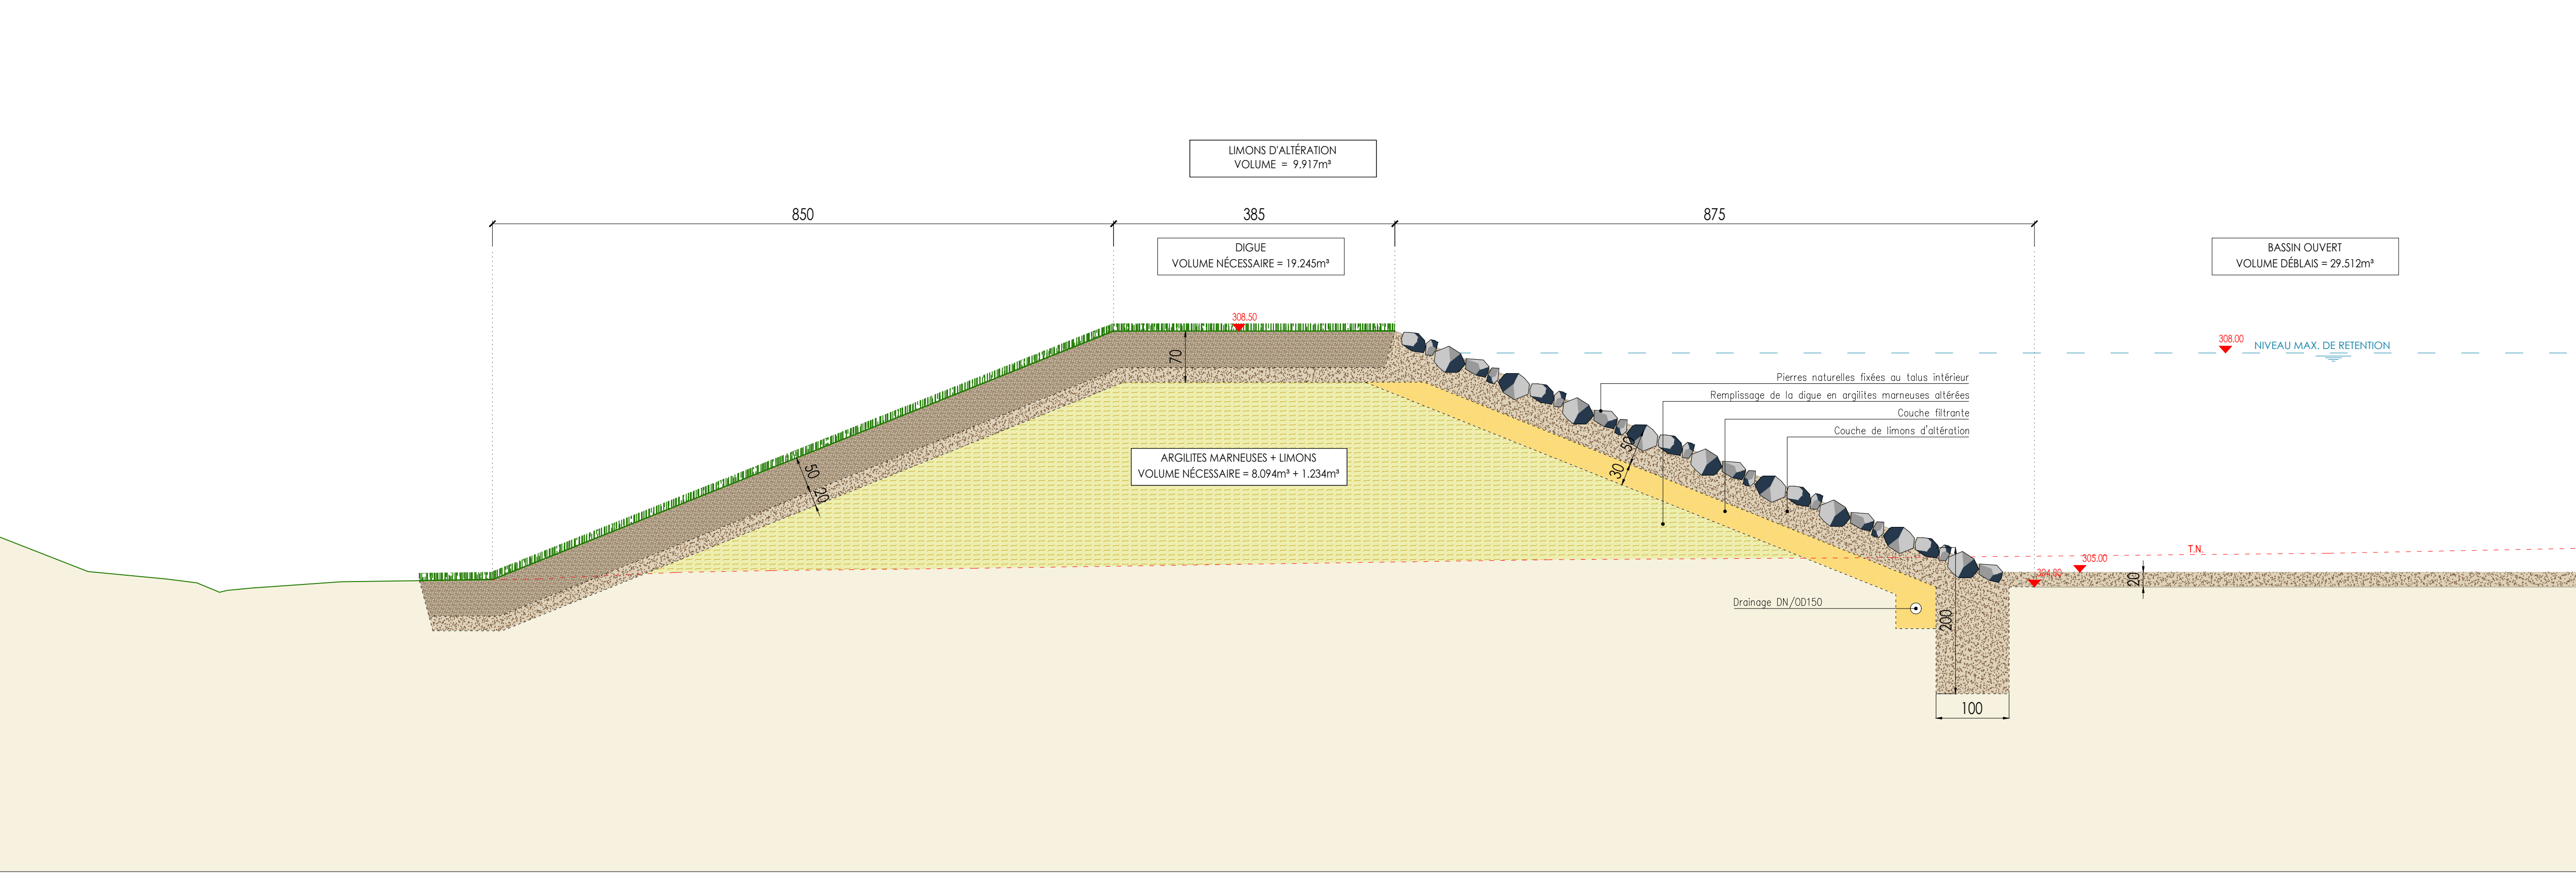 LIMONS D'ALTÉRATION
VOLUME = 9.917m³
850
385
875
DIGUE
VOLUME NÉCESSAIRE = 19.245m³
BASSIN OUVERT
VOLUME DÉBLAIS = 29.512m³
308.50
308.00
NIVEAU MAX. DE RETENTION
70
Pierres naturelles fixées au talus intérieur
Remplissage de la digue en argilites marneuses altérées
Couche filtrante
Couche de limons d'altération
50
30
ARGILITES MARNEUSES + LIMONS
VOLUME NÉCESSAIRE = 8.094m³ + 1.234m³
50
20
T.N.
305.00
304.80
20
Drainage DN/OD150
200
100